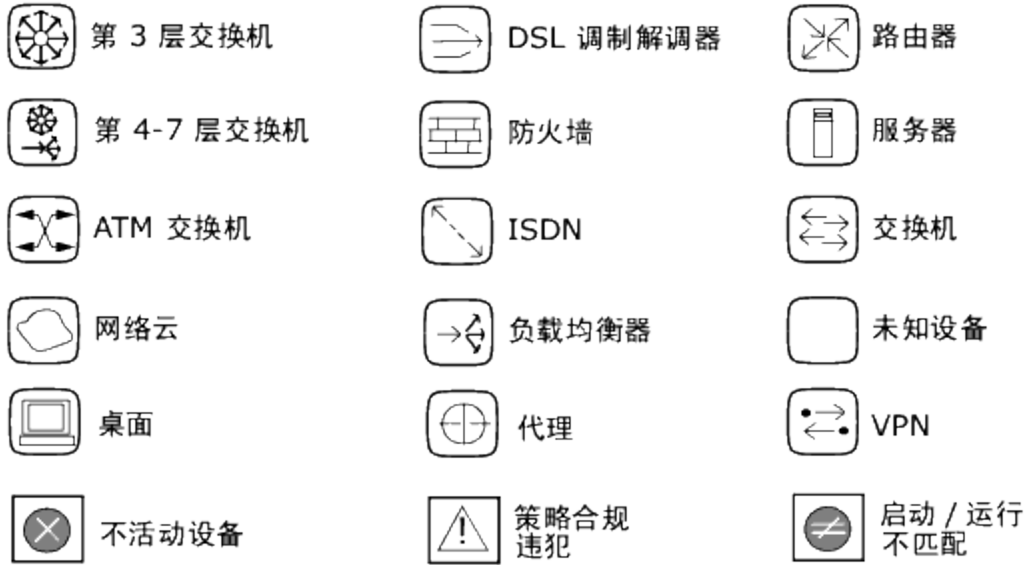 第 3 层交换机
DSL 调制解调器
路由器
第 4-7 层交换机
防火墙
服务器
ATM 交换机
ISDN
交换机
网络云
负载均衡器
未知设备
桌面
代理
VPN
不活动设备
策略合规
违犯
启动 / 运行
不匹配